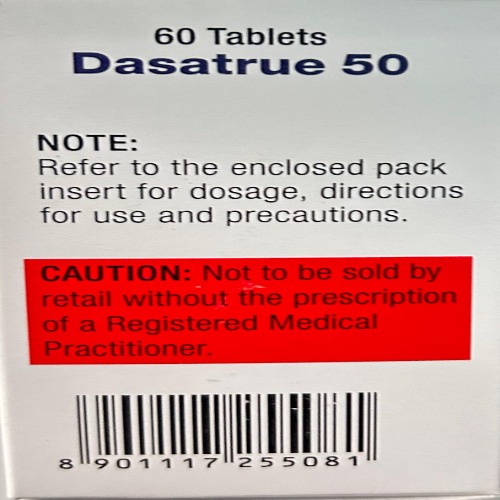 60 Tablets
Dasatrue 50
NOTE:
Refer to the enclosed pack
insert for dosage, directions
for use and precautions.
CAUTION: Not to be sold by
retail without the prescription
of a Registered Medical
Practitioner.
8 901117 255081